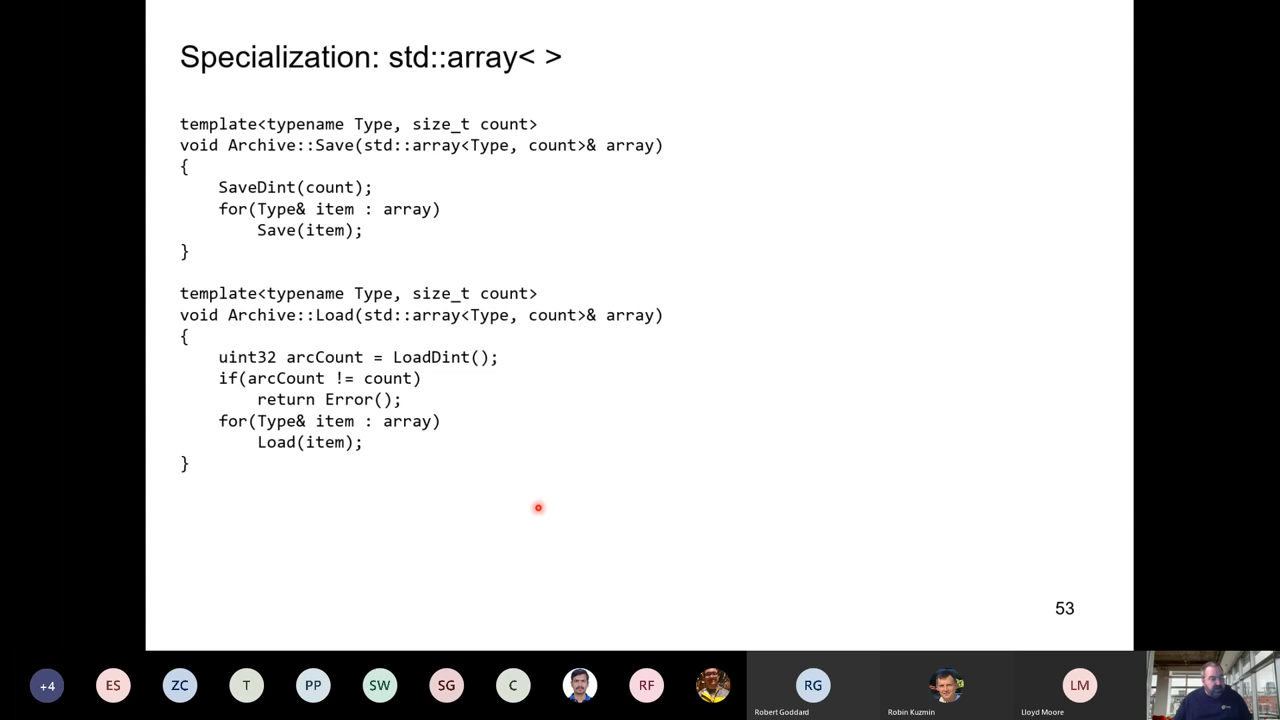 Specialization: std::array< >
template<typename Type, size_t count>
void Archive::Save(std::array<Type, count>& array)
{
    SaveDint(count);
    for(Type& item : array)
        Save(item);
}
template<typename Type, size_t count>
void Archive::Load(std::array<Type, count>& array)
{
    uint32 arcCount = LoadDint();
    if(arcCount != count)
        return Error();
    for(Type& item : array)
        Load(item);
}
53
+4
ES
ZC
T
PP
SW
SG
C
RF
RG
LM
Robert Goddard
Robin Kuzmin
Lloyd Moore